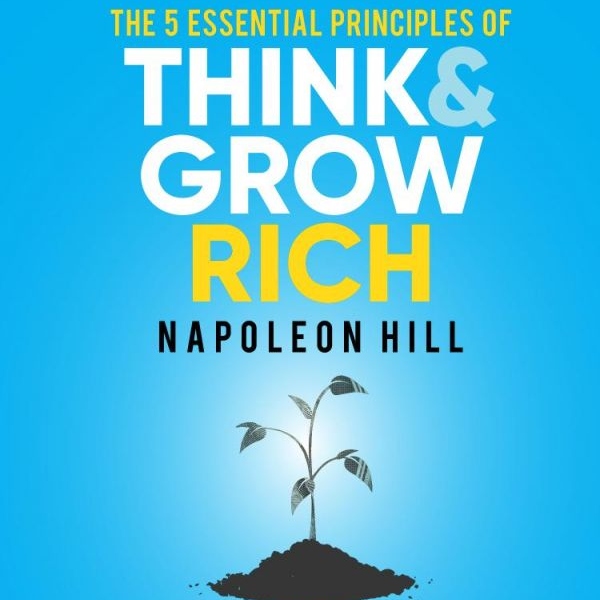 THE 5 ESSENTIAL PRINCIPLES OF
THINK &
GROW
RICH
NAPOLEON HILL